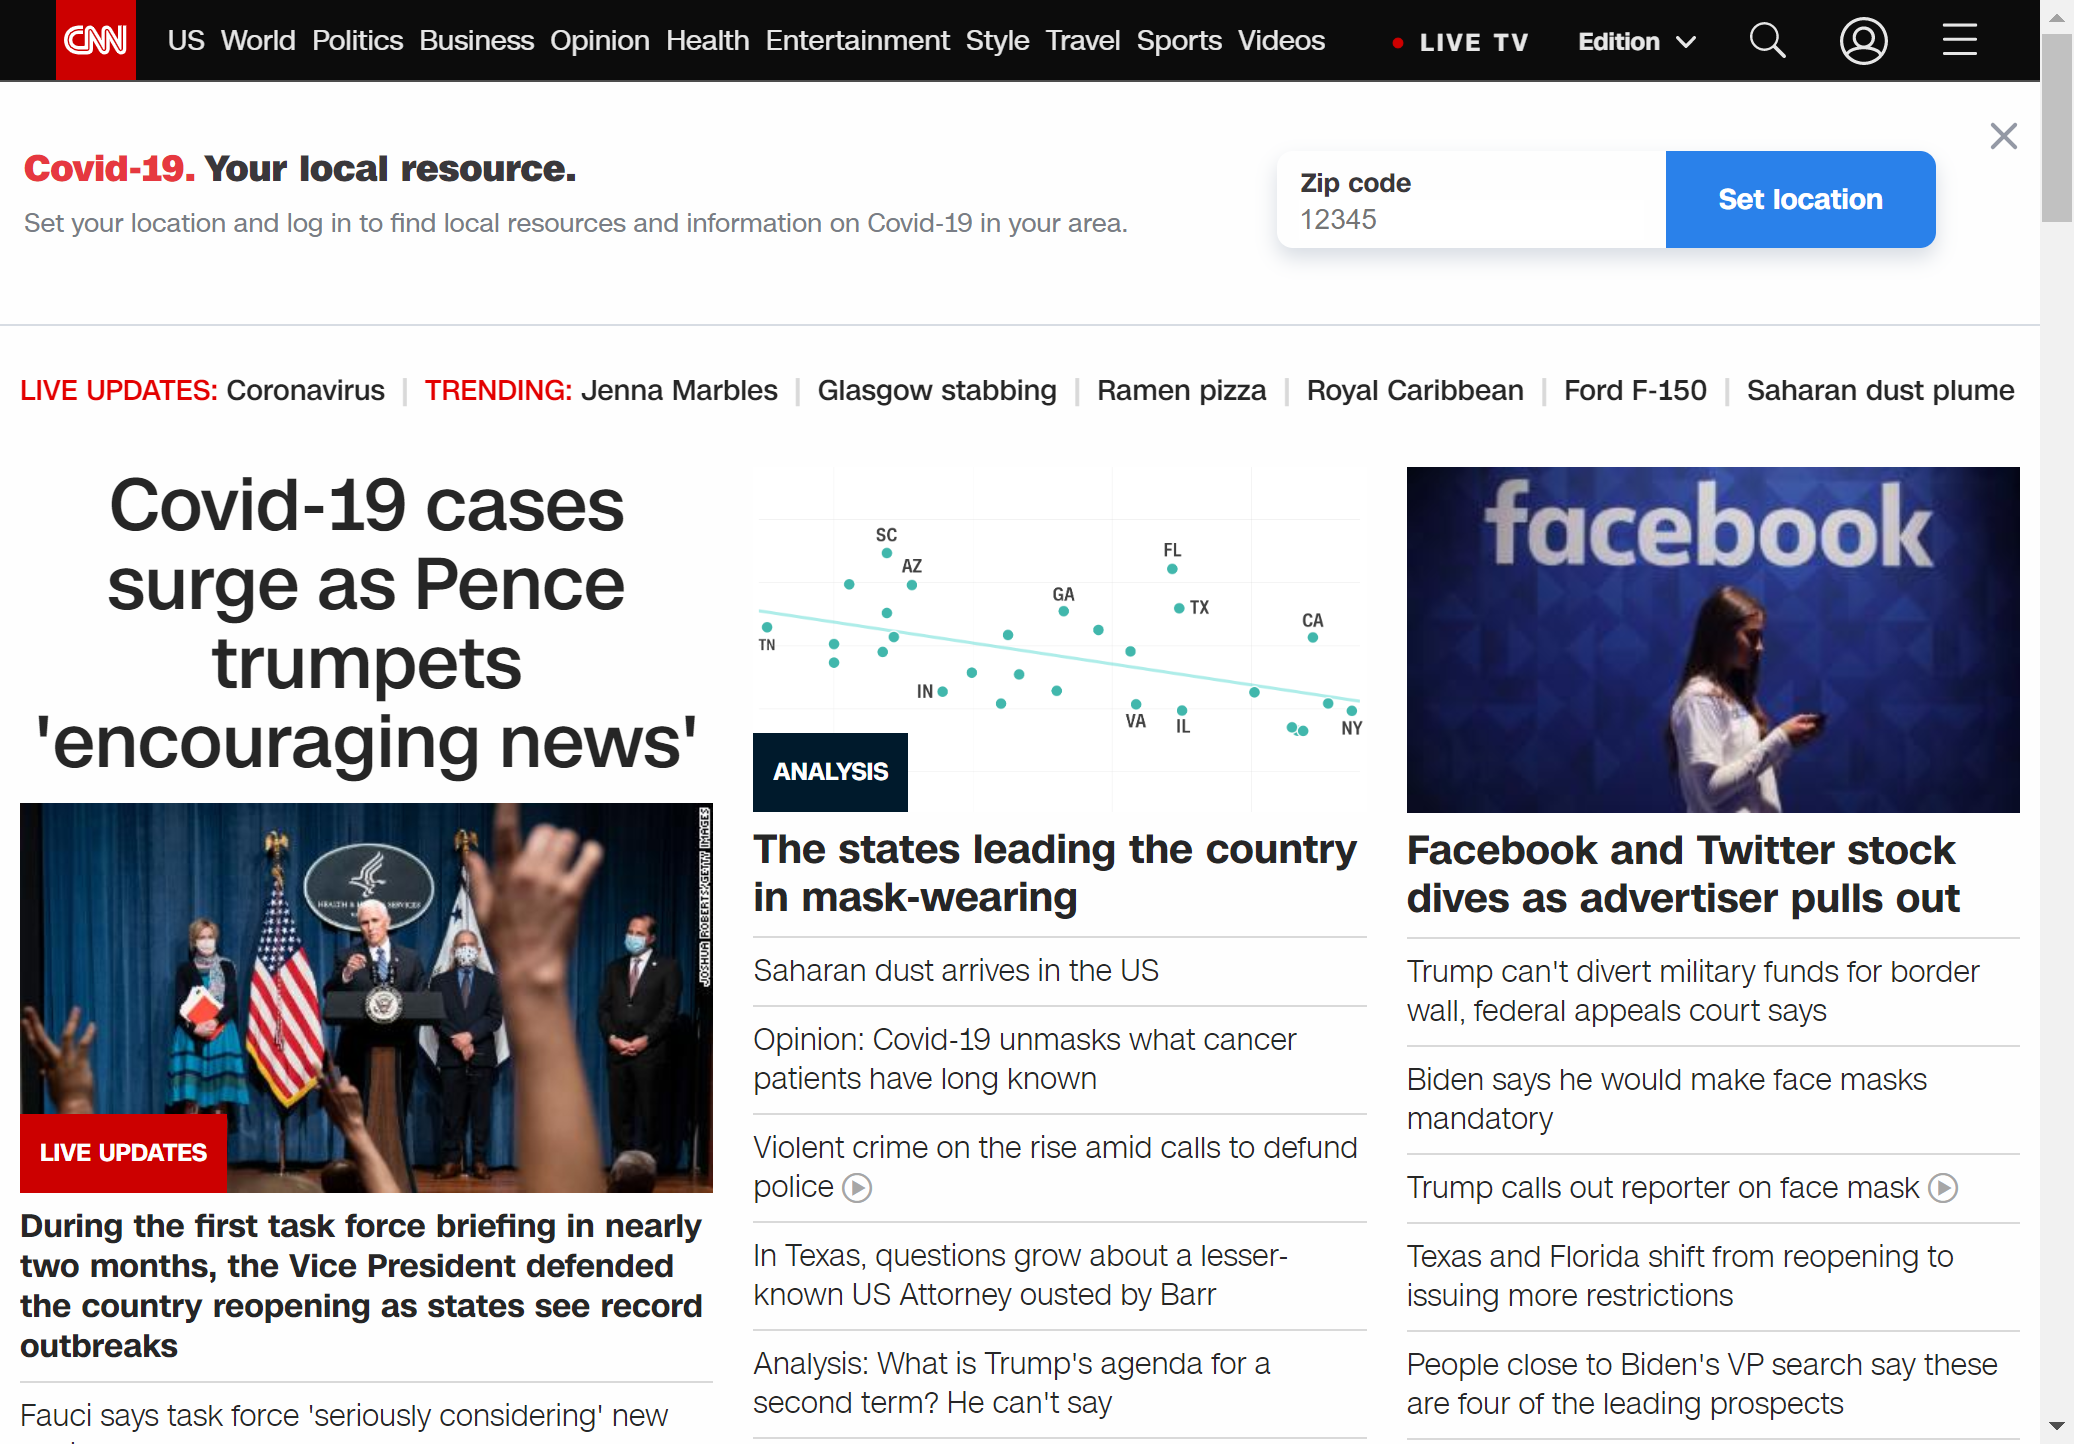 CNN US World Politics Business Opinion Health Entertainment Style Travel Sports Videos LIVE TV Edition
Covid-19. Your local resource.
Set your location and log in to find local resources and information on Covid-19 in your area.
Zip code
12345
Set location
LIVE UPDATES: Coronavirus | TRENDING: Jenna Marbles | Glasgow stabbing | Ramen pizza | Royal Caribbean | Ford F-150 | Saharan dust plume
Covid-19 cases
surge as Pence
trumpets
'encouraging news'
JOSHUA ROBERTS/GETTY IMAGES
LIVE UPDATES
During the first task force briefing in nearly
two months, the Vice President defended
the country reopening as states see record
outbreaks
Fauci says task force 'seriously considering' new
SC
AZ
FL
GA
TX
CA
TN
IN
VA
IL
NY
ANALYSIS
The states leading the country
in mask-wearing
Saharan dust arrives in the US
Opinion: Covid-19 unmasks what cancer
patients have long known
Violent crime on the rise amid calls to defund
police
In Texas, questions grow about a lesser-
known US Attorney ousted by Barr
Analysis: What is Trump's agenda for a
second term? He can't say
facebook
Facebook and Twitter stock
dives as advertiser pulls out
Trump can't divert military funds for border
wall, federal appeals court says
Biden says he would make face masks
mandatory
Trump calls out reporter on face mask
Texas and Florida shift from reopening to
issuing more restrictions
People close to Biden's VP search say these
are four of the leading prospects